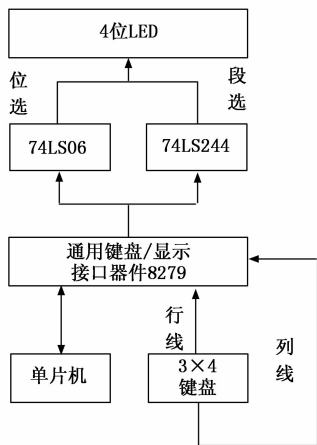 4位LED
位选
段选
74LS06
74LS244
通用键盘/显示
接口器件8279
行线
列线
单片机
3×4
键盘